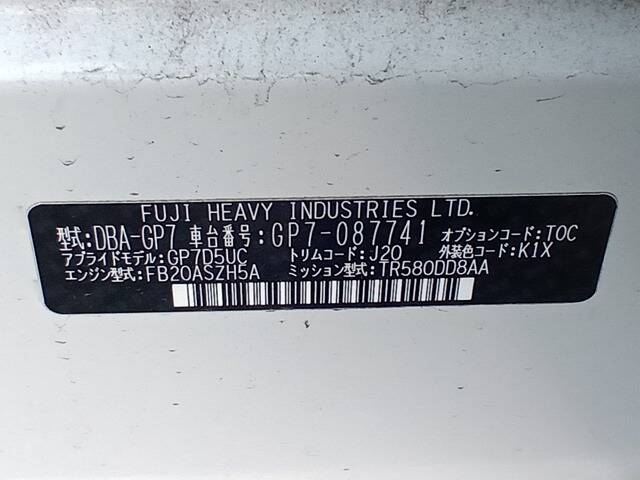 FUJI HEAVY INDUSTRIES LTD.
型式:DBA-GP7 車台番号:GP7-087741 オプションコード:TOC
アプライドモデル:GP7D5UC トリムコード:J20 外装色コード:K1X
エンジン型式:FB20ASZH5A ミッション型式:TR580DD8AA